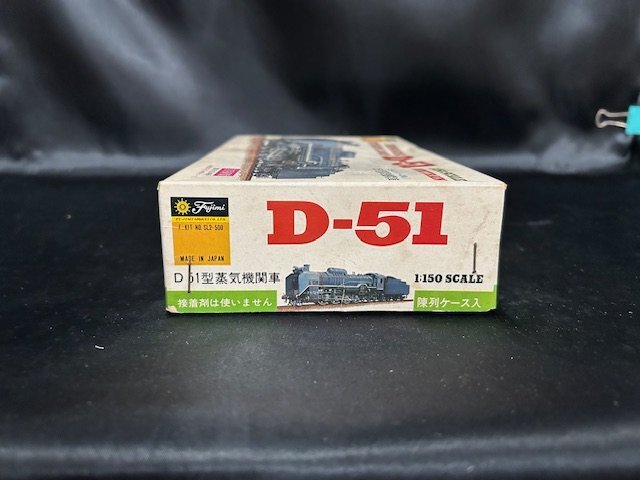 Fujimi
KIT NO. SL2-500
MADE IN JAPAN
D-51
D51型蒸気機関車
1:150 SCALE
接着剤は使いません
陳列ケース入